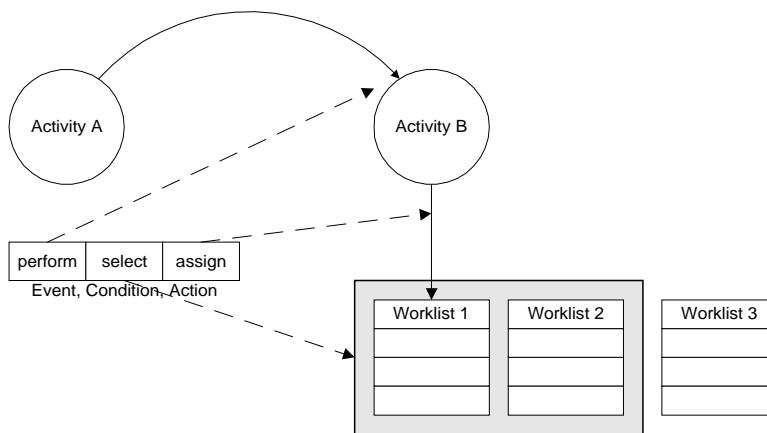 Activity A
Activity B
perform select assign
Event, Condition, Action
Worklist 1 Worklist 2 Worklist 3